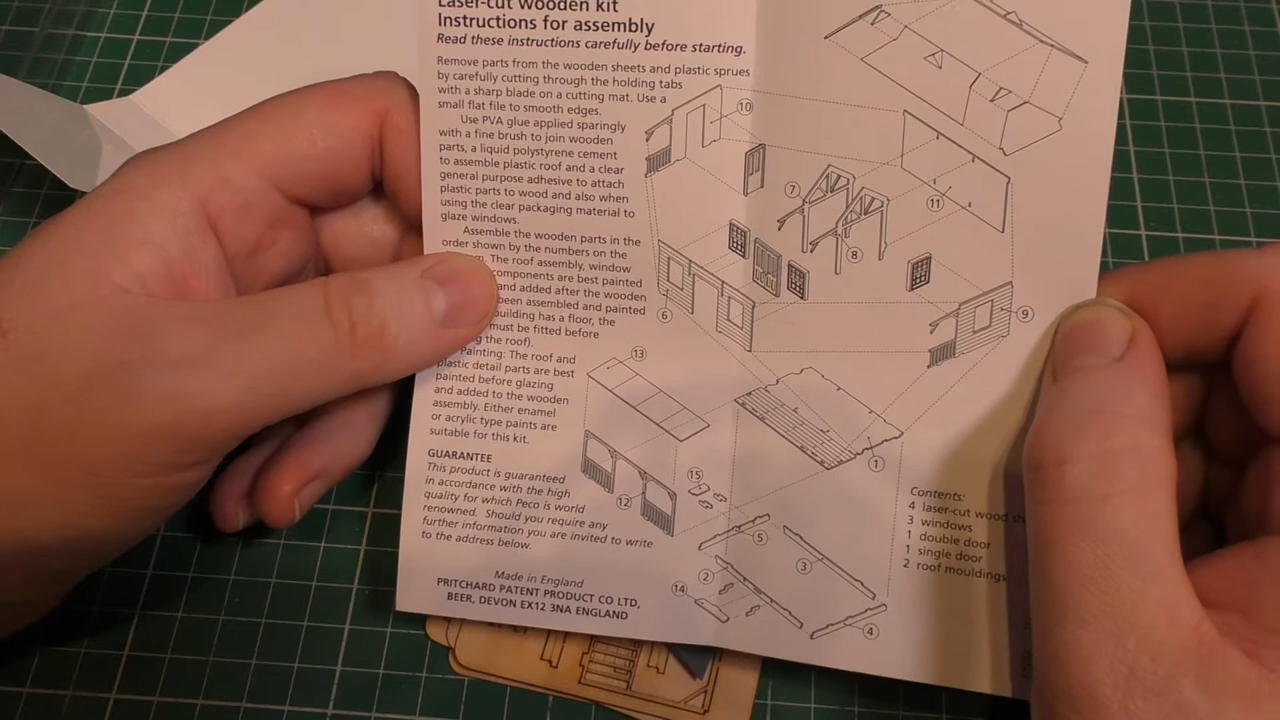 Laser-cut wooden kit
Instructions for assembly
Read these instructions carefully before starting.
Remove parts from the wooden sheets and plastic sprues
by carefully cutting through the holding tabs
with a sharp blade on a cutting mat. Use a
small flat file to smooth edges.
Use PVA glue applied sparingly
with a fine brush to join wooden
parts, a liquid polystyrene cement
to assemble plastic roof and a clear
general purpose adhesive to attach
plastic parts to wood and also when
using the clear packaging material to
glaze windows.
Assemble the wooden parts in the
order shown by the numbers on the
The roof assembly, window
components are best painted
and added after the wooden
been assembled and painted
building has a floor, the
must be fitted before
the roof).
Painting: The roof and
plastic detail parts are best
painted before glazing
and added to the wooden
assembly. Either enamel
or acrylic type paints are
suitable for this kit.
GUARANTEE
This product is guaranteed
in accordance with the high
quality for which Peco is world
renowned. Should you require any
further information you are invited to write
to the address below.
Made in England
PRITCHARD PATENT PRODUCT CO LTD,
BEER, DEVON EX12 3NA ENGLAND
10
7
11
8
6
9
13
1
12
15
5
3
2
14
4
Contents:
4 laser-cut wood
3 windows
1 double door
1 single door
2 roof mouldings